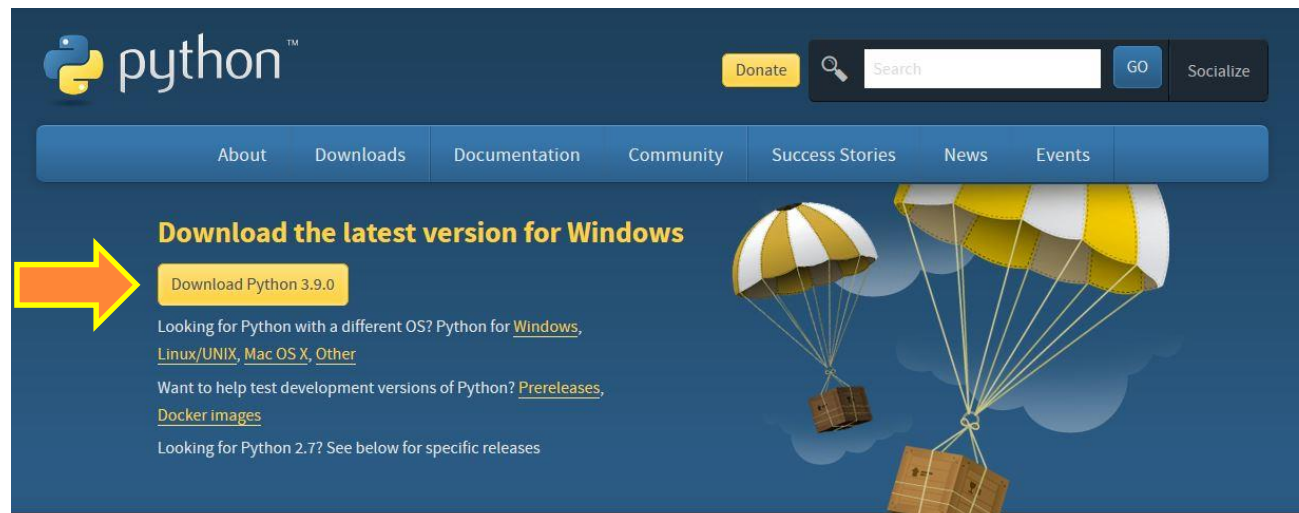 python™
Donate
Search
GO
Socialize
About Downloads Documentation Community Success Stories News Events
Download the latest version for Windows
Download Python 3.9.0
Looking for Python with a different OS? Python for Windows,
Linux/UNIX, Mac OS X, Other
Want to help test development versions of Python? Prereleases,
Docker images
Looking for Python 2.7? See below for specific releases